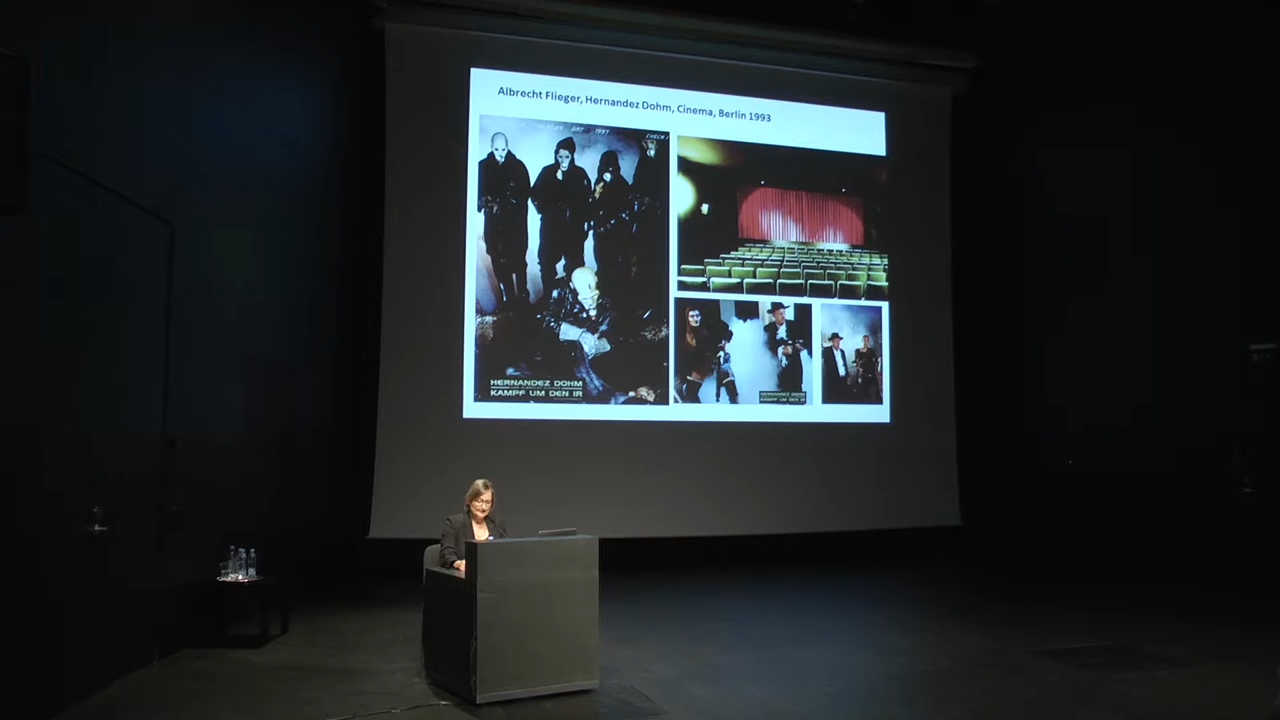 Albrecht Flieger, Hernandez Dohm, Cinema, Berlin 1993
CHECK
HERNANDEZ DOHM
KAMPF UM DEN IR
HERNANDEZ DOHM
KAMPF UM DEN IR